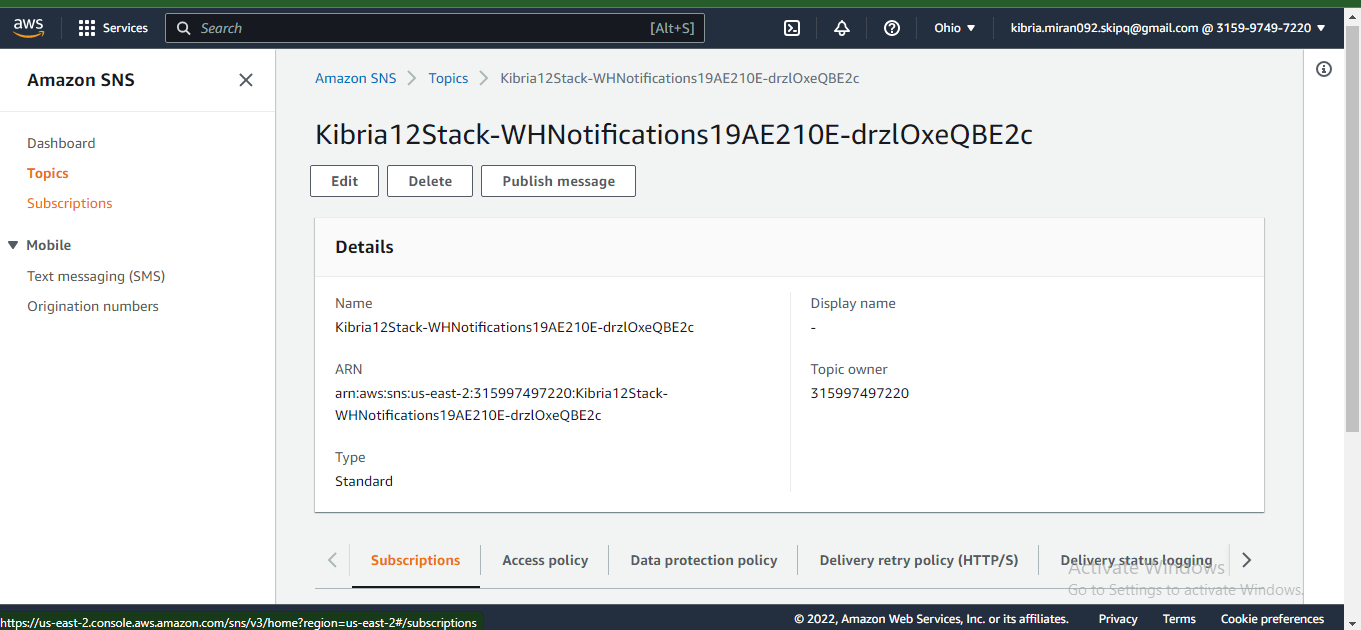 aws
Services
Search
[Alt+S]
Ohio
kibria.miran092.skipq@gmail.com @ 3159-9749-7220
Amazon SNS
Dashboard
Topics
Subscriptions
Mobile
Text messaging (SMS)
Origination numbers
Amazon SNS
Topics
Kibria12Stack-WHNotifications19AE210E-drzlOxeQBE2c
Kibria12Stack-WHNotifications19AE210E-drzlOxeQBE2c
Edit
Delete
Publish message
Details
Name
Kibria12Stack-WHNotifications19AE210E-drzlOxeQBE2c
ARN
arn:aws:sns:us-east-2:315997497220:Kibria12Stack-
WHNotifications19AE210E-drzlOxeQBE2c
Type
Standard
Display name
-
Topic owner
315997497220
Subscriptions
Access policy
Data protection policy
Delivery retry policy (HTTP/S)
Delivery status logging
Activate Windows
Go to Settings to activate Windows.
https://us-east-2.console.aws.amazon.com/sns/v3/home?region=us-east-2#/subscriptions
© 2022, Amazon Web Services, Inc. or its affiliates.
Privacy
Terms
Cookie preferences